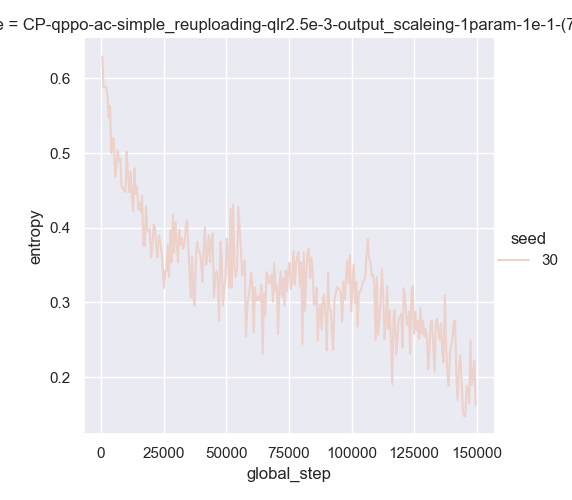 e = CP-qppo-ac-simple_reuploading-qlr2.5e-3-output_scaleing-1param-1e-1-(7
0.6
0.5
0.4
0.3
0.2
entropy
0 25000 50000 75000 100000 125000 150000
global_step
seed
30